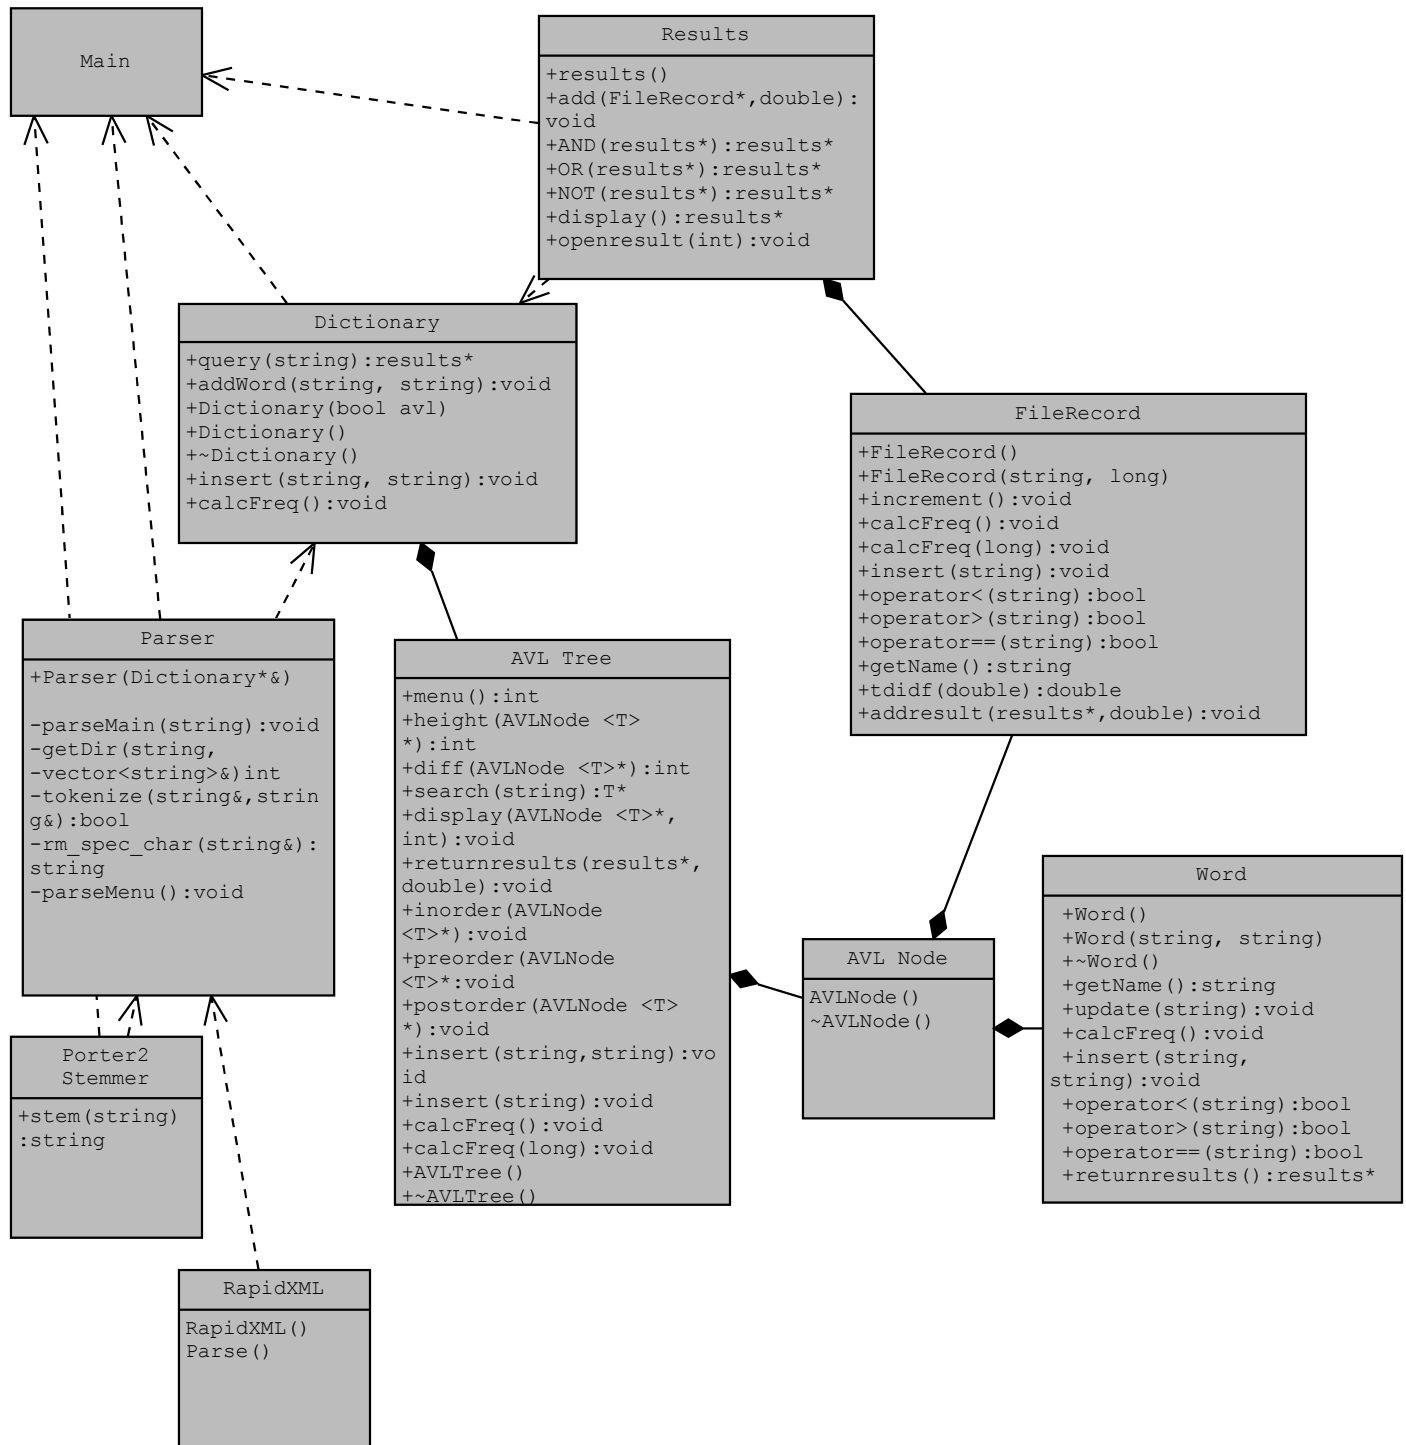 Main
Results
+results()
+add(FileRecord*,double):
void
+AND(results*):results*
+OR(results*):results*
+NOT(results*):results*
+display():results*
+openresult(int):void
Dictionary
+query(string):results*
+addWord(string, string):void
+Dictionary(bool avl)
+Dictionary()
+~Dictionary()
+insert(string, string):void
+calcFreq():void
FileRecord
+FileRecord()
+FileRecord(string, long)
+increment():void
+calcFreq():void
+calcFreq(long):void
+insert(string):void
+operator<(string):bool
+operator>(string):bool
+operator==(string):bool
+getName():string
+tdidf(double):double
+addresult(results*,double):void
Parser
+Parser(Dictionary*&)
-parseMain(string):void
-getDir(string,
-vector<string>&)int
-tokenize(string&,strin
g&):bool
-rm_spec_char(string&):
string
-parseMenu():void
AVL Tree
+menu():int
+height(AVLNode <T>
*):int
+diff(AVLNode <T>*):int
+search(string):T*
+display(AVLNode <T>*,
int):void
+returnresults(results*,
double):void
+inorder(AVLNode
<T>*):void
+preorder(AVLNode
<T>*:void
+postorder(AVLNode <T>
*):void
+insert(string,string):vo
id
+insert(string):void
+calcFreq():void
+calcFreq(long):void
+AVLTree()
+~AVLTree()
AVL Node
AVLNode()
~AVLNode()
Word
+Word()
+Word(string, string)
+~Word()
+getName():string
+update(string):void
+calcFreq():void
+insert(string,
string):void
+operator<(string):bool
+operator>(string):bool
+operator==(string):bool
+returnresults():results*
Porter2
Stemmer
+stem(string)
:string
RapidXML
RapidXML()
Parse()